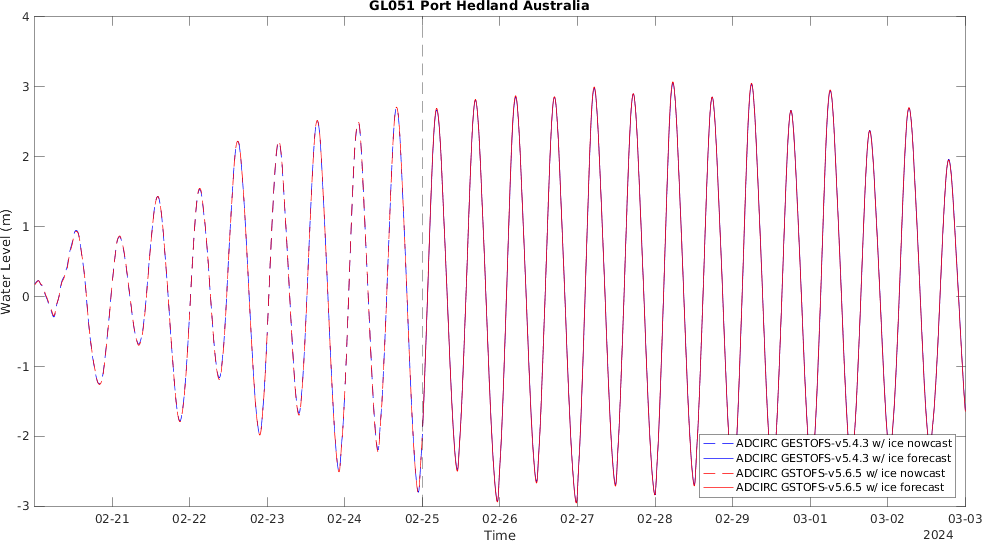 GL051 Port Hedland Australia
4
3
2
1
0
-1
-2
-3
Water Level (m)
ADCIRC GESTOFS-v5.4.3 w/ ice nowcast
ADCIRC GESTOFS-v5.4.3 w/ ice forecast
ADCIRC GSTOFS-v5.6.5 w/ ice nowcast
ADCIRC GSTOFS-v5.6.5 w/ ice forecast
02-21 02-22 02-23 02-24 02-25 02-26 02-27 02-28 02-29 03-01 03-02 03-03
Time
2024